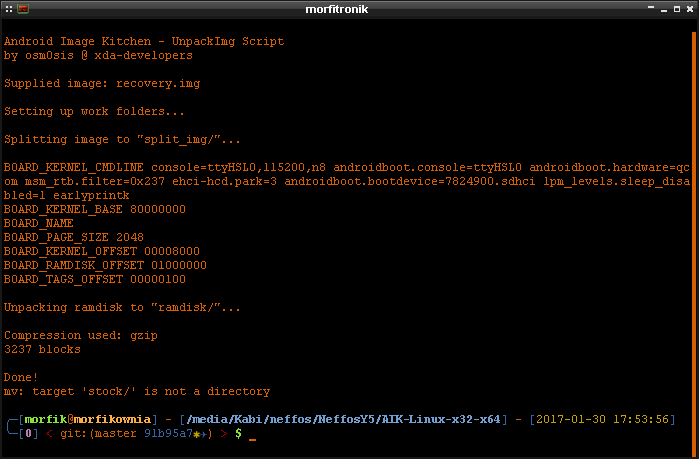 morfitronik
Android Image Kitchen - UnpackImg Script
by osm0sis @ xda-developers
Supplied image: recovery.img
Setting up work folders...
Splitting image to "split_img/"...
BOARD_KERNEL_CMDLINE console=ttyHSL0,115200,n8 androidboot.console=ttyHSL0 androidboot.hardware=qc
om msm_rtb.filter=0x237 ehci-hcd.park=3 androidboot.bootdevice=7824900.sdhci lpm_levels.sleep_disa
bled=1 earlyprintk
BOARD_KERNEL_BASE 80000000
BOARD_NAME
BOARD_PAGE_SIZE 2048
BOARD_KERNEL_OFFSET 00008000
BOARD_RAMDISK_OFFSET 01000000
BOARD_TAGS_OFFSET 00000100
Unpacking ramdisk to "ramdisk/"...
Compression used: gzip
3237 blocks
Done!
mv: target 'stock/' is not a directory
[morfik@morfikownia] - [/media/Kabi/neffos/NeffosY5/AIK-Linux-x32-x64] - [2017-01-30 17:53:56]
[0] < git:(master 91b95a7✱✈) > $ _